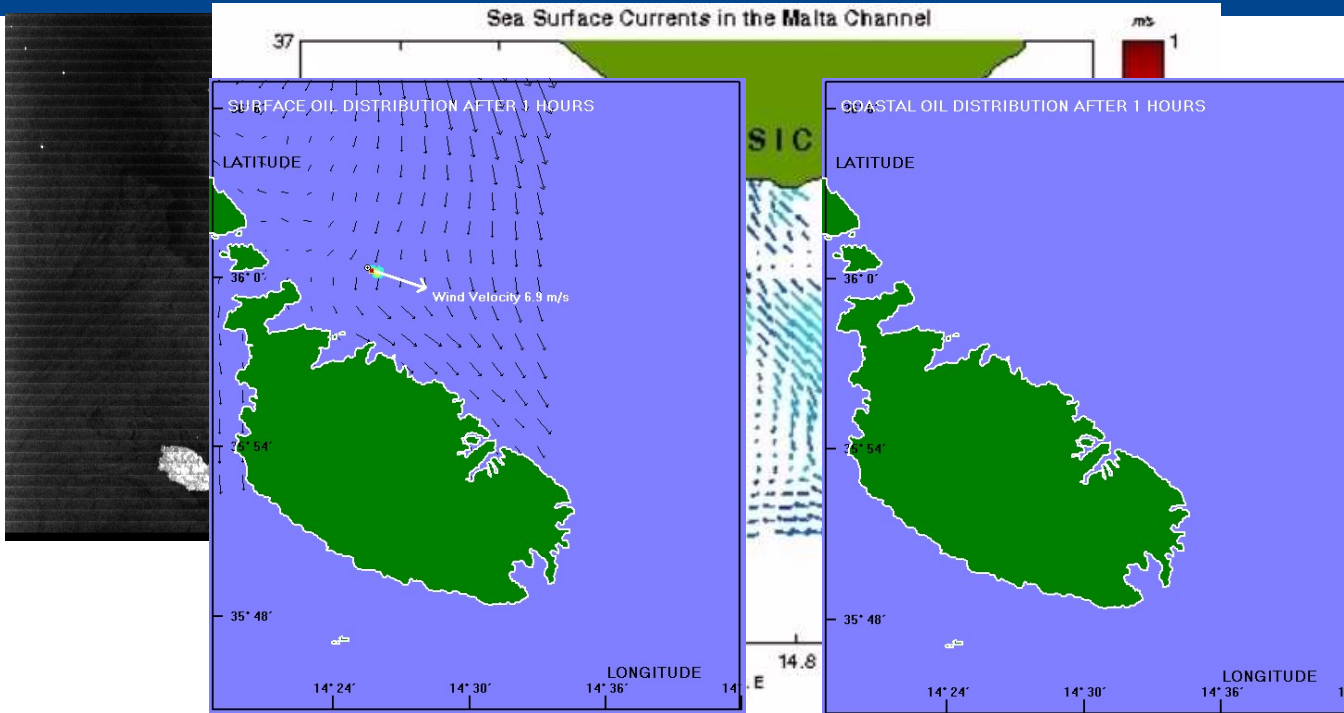 Sea Surface Currents in the Malta Channel
m/s
37
1
SIC
SURFACE OIL DISTRIBUTION AFTER 1 HOURS
LATITUDE
36° 0´
Wind Velocity 6.9 m/s
35° 54´
35° 48´
LONGITUDE
14° 24´
14° 30´
14° 36´
14°
14.8
E
COASTAL OIL DISTRIBUTION AFTER 1 HOURS
LATITUDE
36° 0´
35° 54´
35° 48´
LONGITUDE
14° 24´
14° 30´
14° 36´